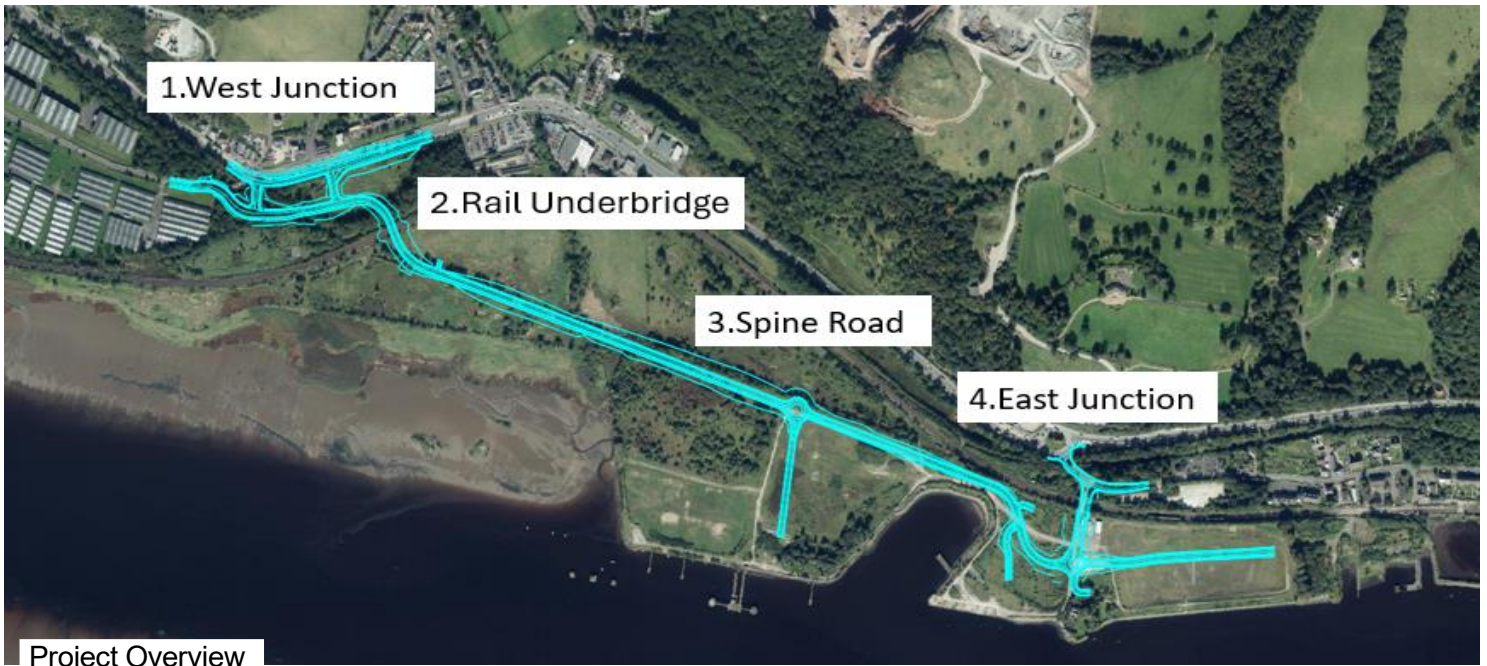 1.West Junction
2.Rail Underbridge
3.Spine Road
4.East Junction
Project Overview